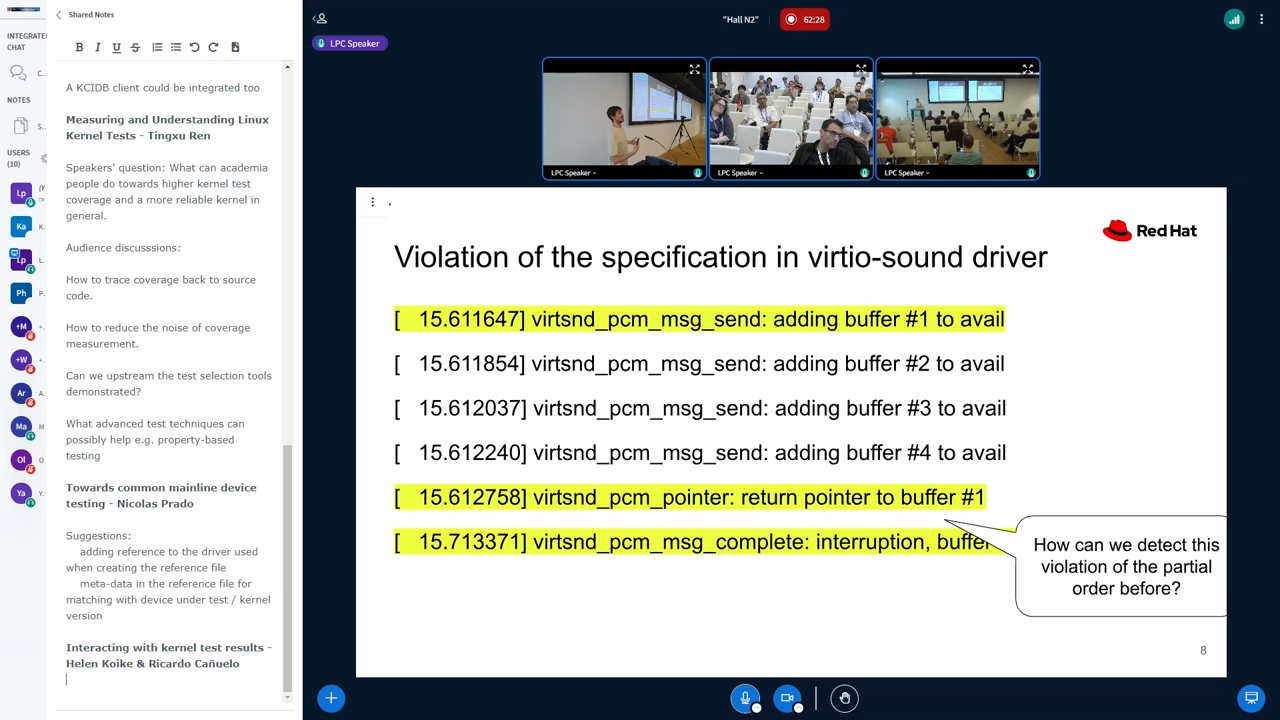 Shared Notes
INTEGRATE
CHAT
C..
NOTES
S..
USERS
(10)
Lp
Ka
K.
L.
Ph
P.
+M
+.
+W
+.
Ar
A.
Ma
M.
Ol
O.
Ya
Y.
B I U S
A KCIDB client could be integrated too
Measuring and Understanding Linux
Kernel Tests - Tingxu Ren
Speakers' question: What can academia
people do towards higher kernel test
coverage and a more reliable kernel in
general.
Audience discusssions:
How to trace coverage back to source
code.
How to reduce the noise of coverage
measurement.
Can we upstream the test selection tools
demonstrated?
What advanced test techniques can
possibly help e.g. property-based
testing
Towards common mainline device
testing - Nicolas Prado
Suggestions:
adding reference to the driver used
when creating the reference file
meta-data in the reference file for
matching with device under test / kernel
version
Interacting with kernel test results -
Helen Koike & Ricardo Cañuelo
"Hall N2"
62:28
LPC Speaker
LPC Speaker
LPC Speaker
LPC Speaker
Red Hat
Violation of the specification in virtio-sound driver
[ 15.611647] virtsnd_pcm_msg_send: adding buffer #1 to avail
[ 15.611854] virtsnd_pcm_msg_send: adding buffer #2 to avail
[ 15.612037] virtsnd_pcm_msg_send: adding buffer #3 to avail
[ 15.612240] virtsnd_pcm_msg_send: adding buffer #4 to avail
[ 15.612758] virtsnd_pcm_pointer: return pointer to buffer #1
[ 15.713371] virtsnd_pcm_msg_complete: interruption, buffer
How can we detect this
violation of the partial
order before?
8